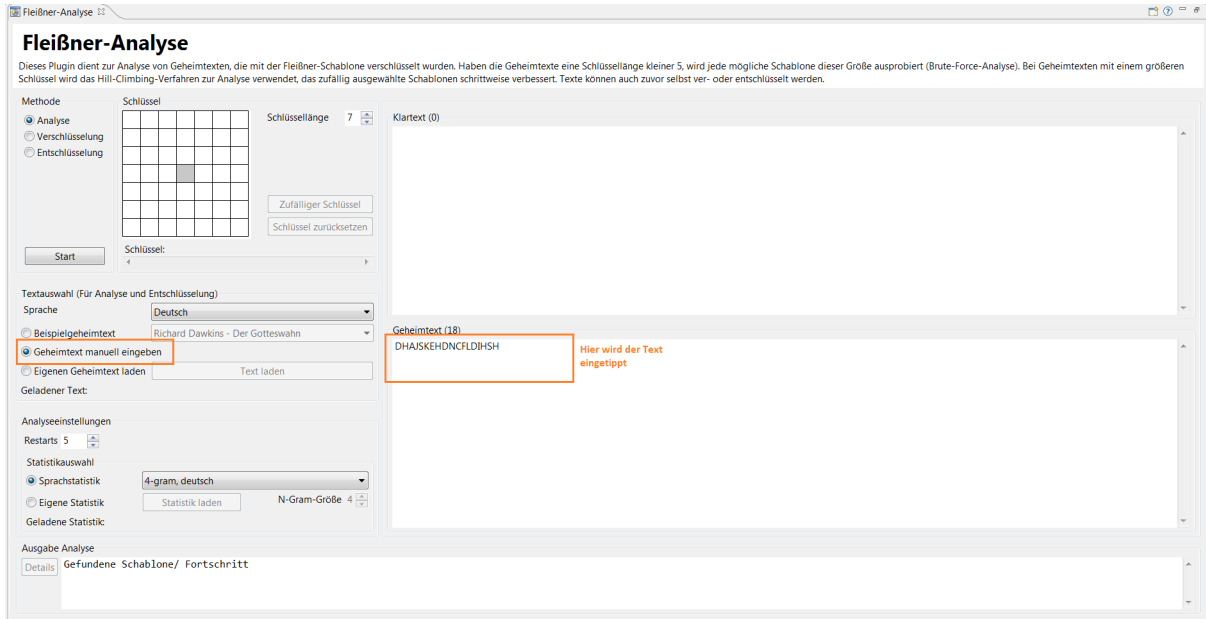 Fleißner-Analyse
Fleißner-Analyse
Dieses Plugin dient zur Analyse von Geheimtexten, die mit der Fleißner-Schablone verschlüsselt wurden. Haben die Geheimtexte eine Schlüssellänge kleiner 5, wird jede mögliche Schablone dieser Größe ausprobiert (Brute-Force-Analyse). Bei Geheimtexten mit einem größeren
Schlüssel wird das Hill-Climbing-Verfahren zur Analyse verwendet, das zufällig ausgewählte Schablonen schrittweise verbessert. Texte können auch zuvor selbst ver- oder entschlüsselt werden.
Methode
Analyse
Verschlüsselung
Entschlüsselung
Start
Schlüssel
Schlüssellänge 7
Zufälliger Schlüssel
Schlüssel zurücksetzen
Schlüssel:
Textauswahl (Für Analyse und Entschlüsselung)
Sprache Deutsch
Beispielgeheimtext Richard Dawkins - Der Gotteswahn
Geheimtext manuell eingeben
Eigenen Geheimtext laden Text laden
Geladener Text:
Analyseeinstellungen
Restarts 5
Statistikauswahl
Sprachstatistik 4-gram, deutsch
Eigene Statistik Statistik laden N-Gram-Größe 4
Geladene Statistik:
Klartext (0)
Geheimtext (18)
DHAJSKEHDNCFLDIHSH
Hier wird der Text
eingetippt
Ausgabe Analyse
Details Gefundene Schablone/ Fortschritt